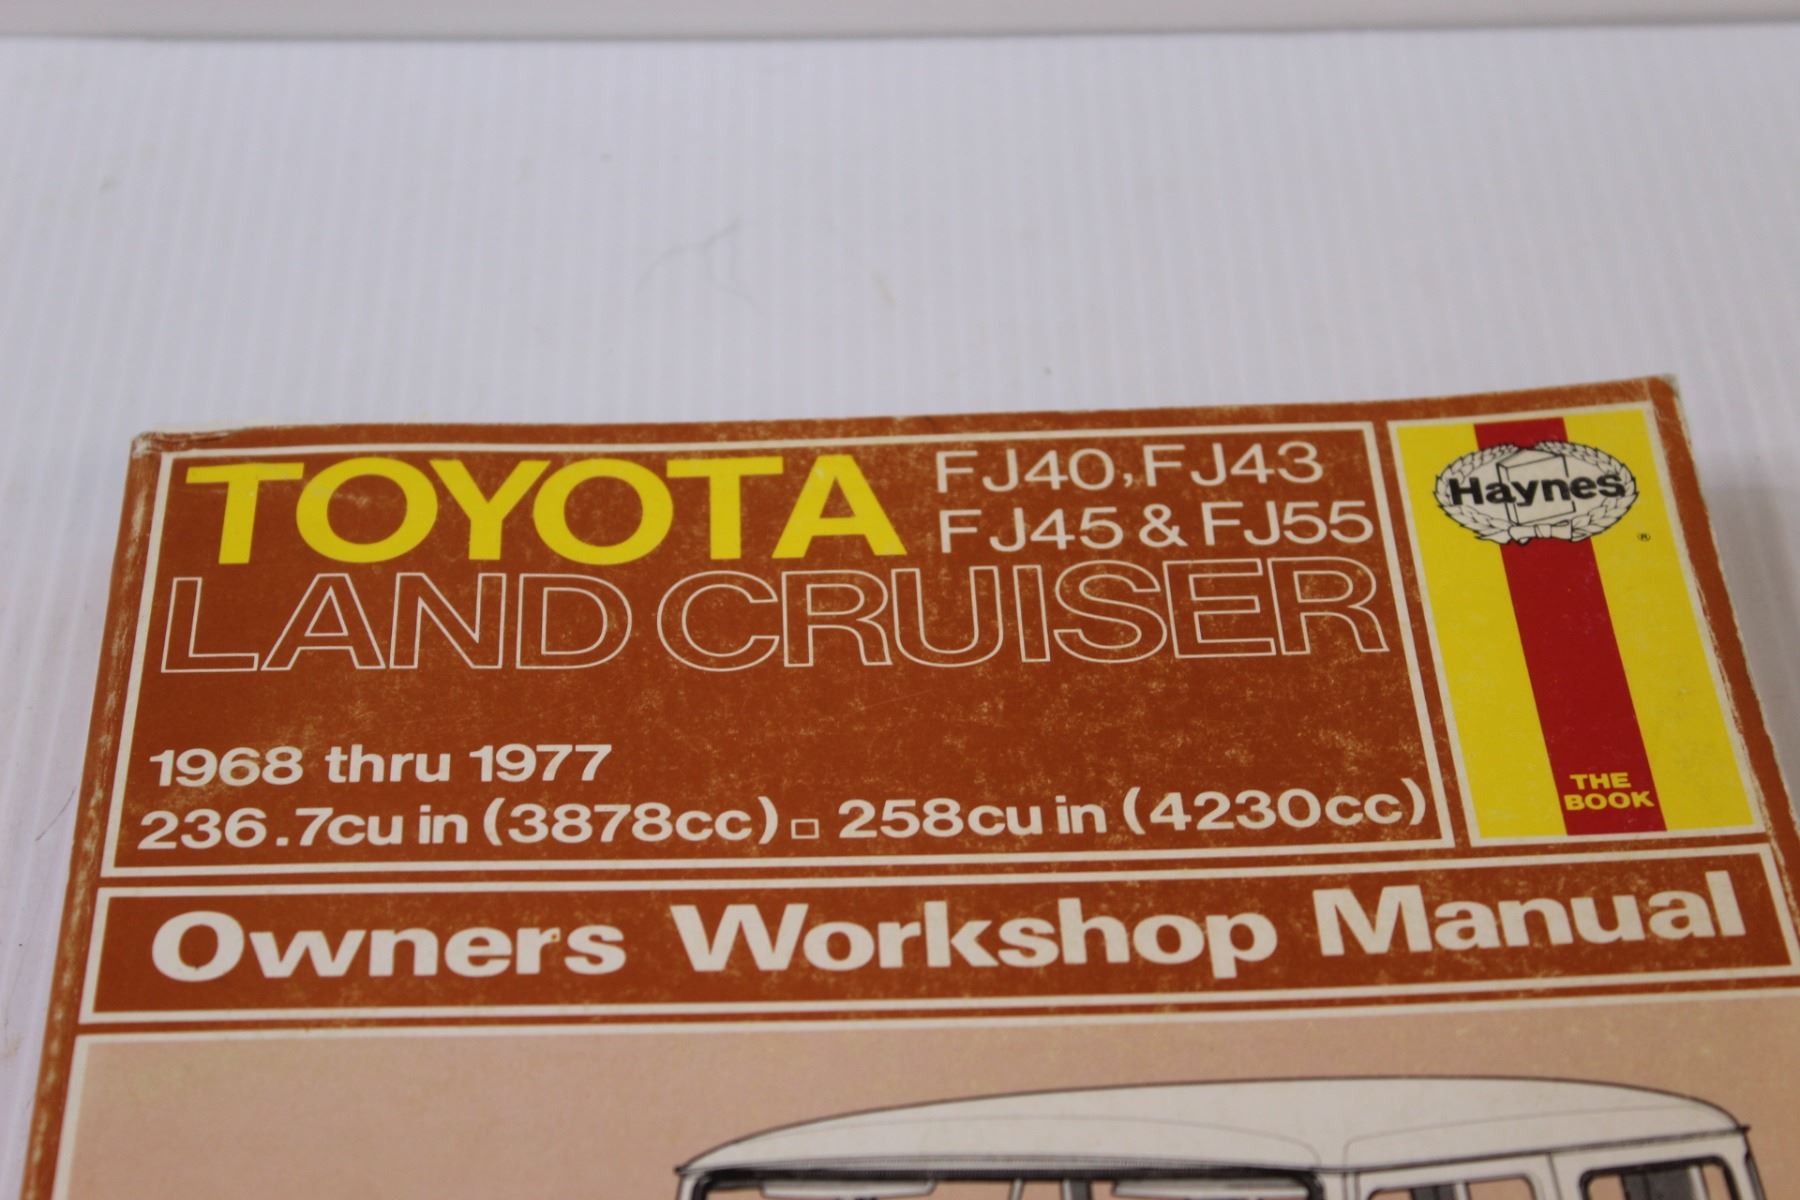 TOYOTA FJ40, FJ43
FJ45 & FJ55
LAND CRUISER
1968 thru 1977
236.7cu in (3878cc) □ 258cu in (4230cc)
Haynes
®
THE
BOOK
Owners Workshop Manual